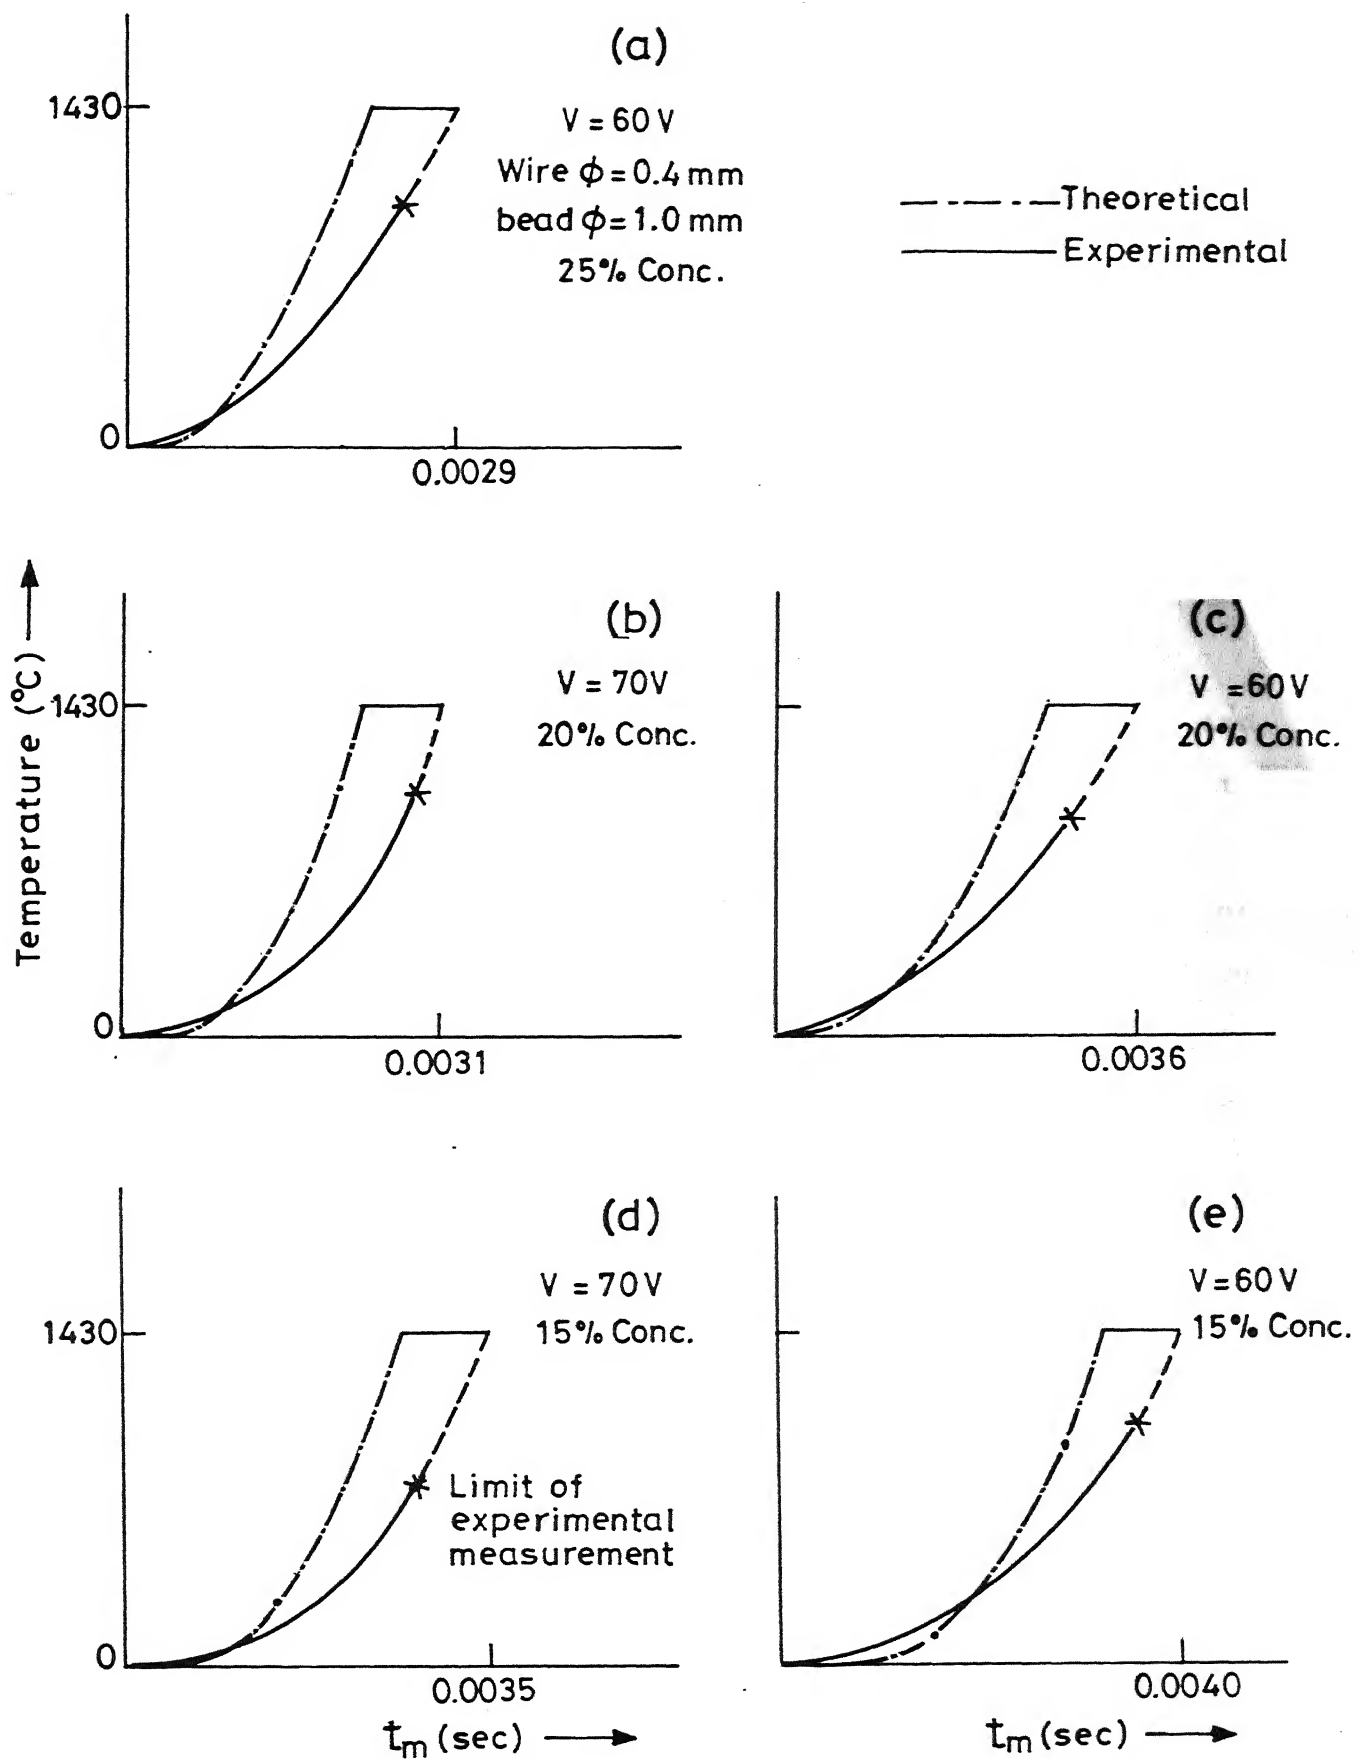 (a)
1430
V = 60 V
Wire ϕ = 0.4 mm
bead ϕ = 1.0 mm
25% Conc.
Theoretical
Experimental
0
0.0029
Temperature (°C)
(b)
V = 70V
20% Conc.
1430
0
0.0031
(c)
V = 60 V
20% Conc.
0.0036
(d)
V = 70V
15% Conc.
1430
Limit of
experimental
measurement
0
0.0035
tm (sec)
(e)
V = 60 V
15% Conc.
0.0040
tm (sec)